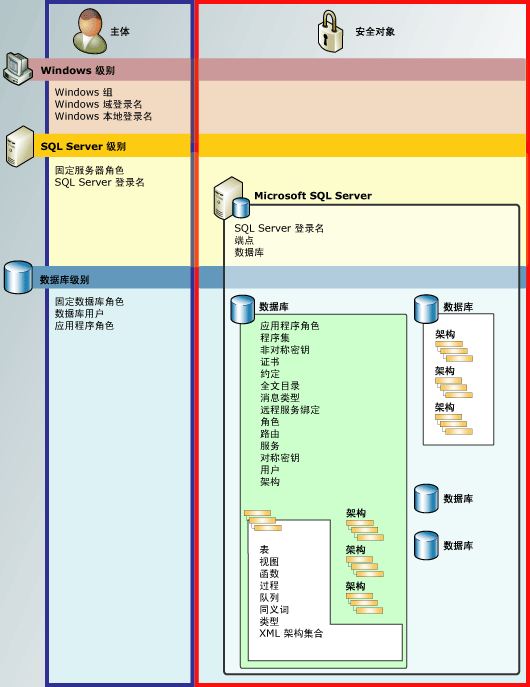 主体
安全对象
Windows 级别
Windows 组
Windows 域登录名
Windows 本地登录名
SQL Server 级别
固定服务器角色
SQL Server 登录名
Microsoft SQL Server
SQL Server 登录名
端点
数据库
数据库级别
固定数据库角色
数据库用户
应用程序角色
数据库
应用程序角色
程序集
非对称密钥
证书
约定
全文目录
消息类型
远程服务绑定
角色
路由
服务
对称密钥
用户
架构
表
视图
函数
过程
队列
同义词
类型
XML 架构集合
架构
架构
架构
数据库
架构
架构
架构
数据库
数据库